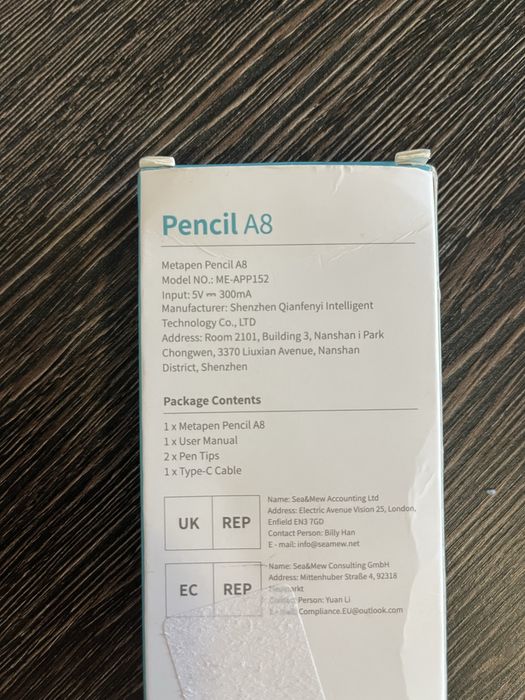 Pencil A8
Metapen Pencil A8
Model NO.: ME-APP152
Input: 5V ⎓ 300mA
Manufacturer: Shenzhen Qianfenyi Intelligent
Technology Co., LTD
Address: Room 2101, Building 3, Nanshan i Park
Chongwen, 3370 Liuxian Avenue, Nanshan
District, Shenzhen
Package Contents
1 x Metapen Pencil A8
1 x User Manual
2 x Pen Tips
1 x Type-C Cable
UK REP
Name: Sea&Mew Accounting Ltd
Address: Electric Avenue Vision 25, London,
Enfield EN3 7GD
Contact Person: Billy Han
E-mail: info@seamew.net
EC REP
Name: Sea&Mew Consulting GmbH
Address: Mittenhuber Straße 4, 92318
Person: Yuan Li
Compliance.EU@outlook.com